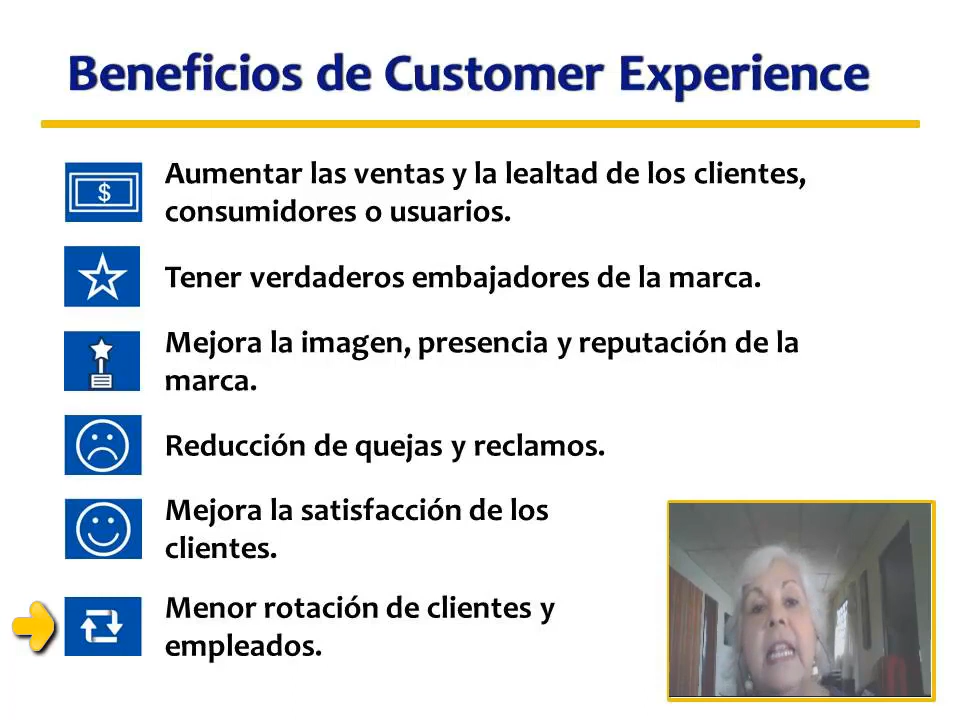 Beneficios de Customer Experience
$
Aumentar las ventas y la lealtad de los clientes,
consumidores o usuarios.
Tener verdaderos embajadores de la marca.
Mejora la imagen, presencia y reputación de la
marca.
Reducción de quejas y reclamos.
Mejora la satisfacción de los
clientes.
Menor rotación de clientes y
empleados.